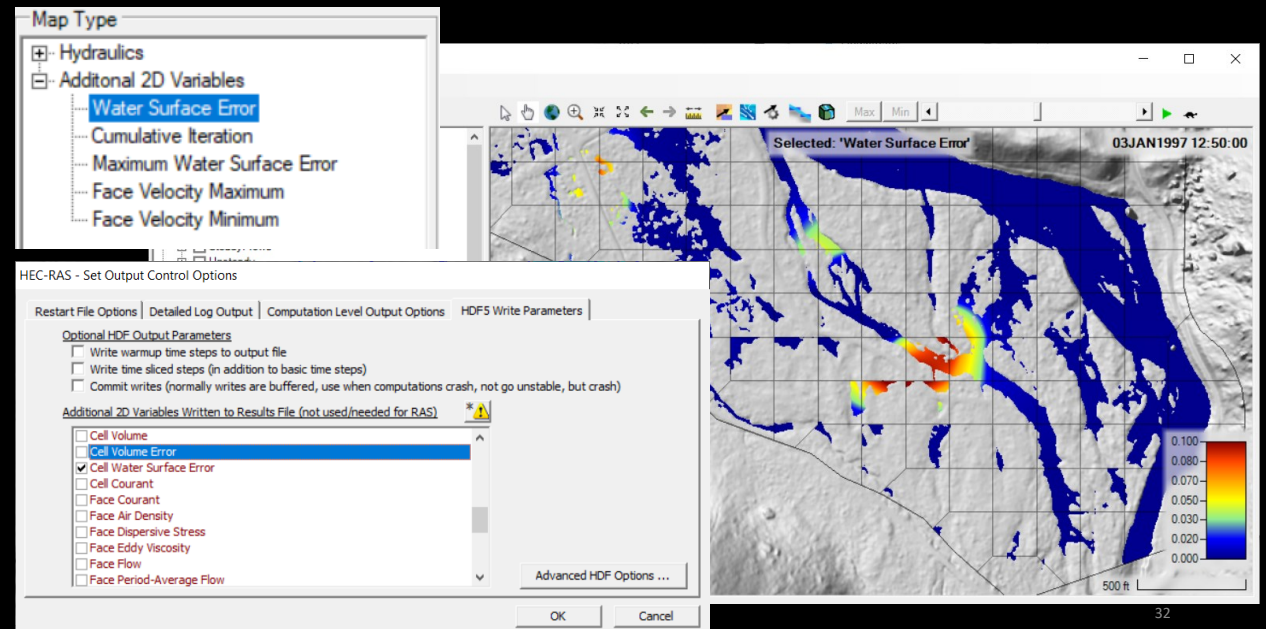 Map Type
Hydraulics
Additonal 2D Variables
Water Surface Error
Cumulative Iteration
Maximum Water Surface Error
Face Velocity Maximum
Face Velocity Minimum
Max Min
Selected: 'Water Surface Error'
03JAN1997 12:50:00
HEC-RAS - Set Output Control Options
Restart File Options Detailed Log Output Computation Level Output Options HDF5 Write Parameters
Optional HDF Output Parameters
Write warmup time steps to output file
Write time sliced steps (in addition to basic time steps)
Commit writes (normally writes are buffered, use when computations crash, not go unstable, but crash)
Additional 2D Variables Written to Results File (not used/needed for RAS)
Cell Volume
Cell Volume Error
Cell Water Surface Error
Cell Courant
Face Courant
Face Air Density
Face Dispersive Stress
Face Eddy Viscosity
Face Flow
Face Period-Average Flow
Advanced HDF Options ...
OK Cancel
0.100
0.080
0.070
0.050
0.030
0.020
0.000
500 ft
32